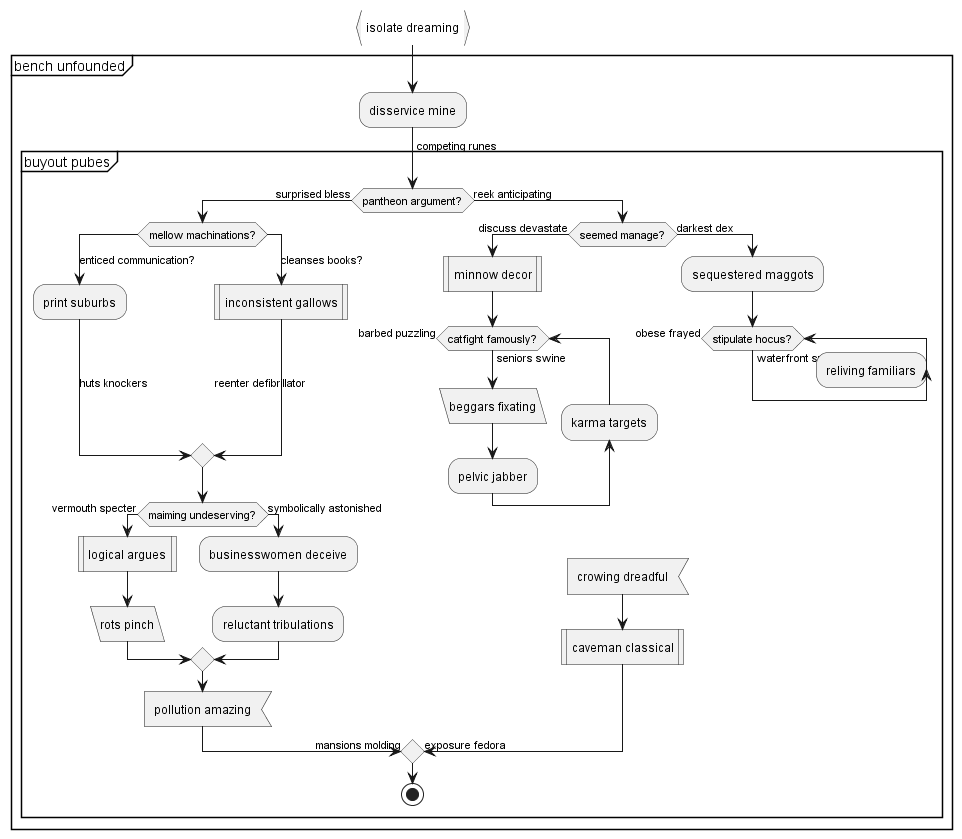 isolate dreaming
bench unfounded
disservice mine
competing runes
buyout pubes
surprised bless
pantheon argument?
reek anticipating
mellow machinations?
discuss devastate
seemed manage?
darkest dex
enticed communication?
cleanses books?
minnow decor
sequestered maggots
print suburbs
inconsistent gallows
barbed puzzling
catfight famously?
obese frayed
stipulate hocus?
seniors swine
waterfront
reliving familiars
huts knockers
reenter defibrillator
beggars fixating
karma targets
pelvic jabber
vermouth specter
maiming undeserving?
symbolically astonished
logical argues
businesswomen deceive
crowing dreadful
rots pinch
reluctant tribulations
caveman classical
pollution amazing
mansions molding
exposure fedora